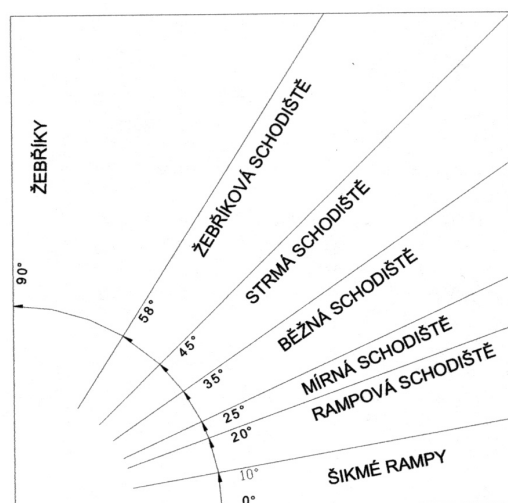 ŽEBŘÍKY
ŽEBŘÍKOVÁ SCHODIŠTĚ
STRMÁ SCHODIŠTĚ
BĚŽNÁ SCHODIŠTĚ
MÍRNÁ SCHODIŠTĚ
RAMPOVÁ SCHODIŠTĚ
ŠIKMÉ RAMPY
90°
58°
45°
35°
25°
20°
10°
0°